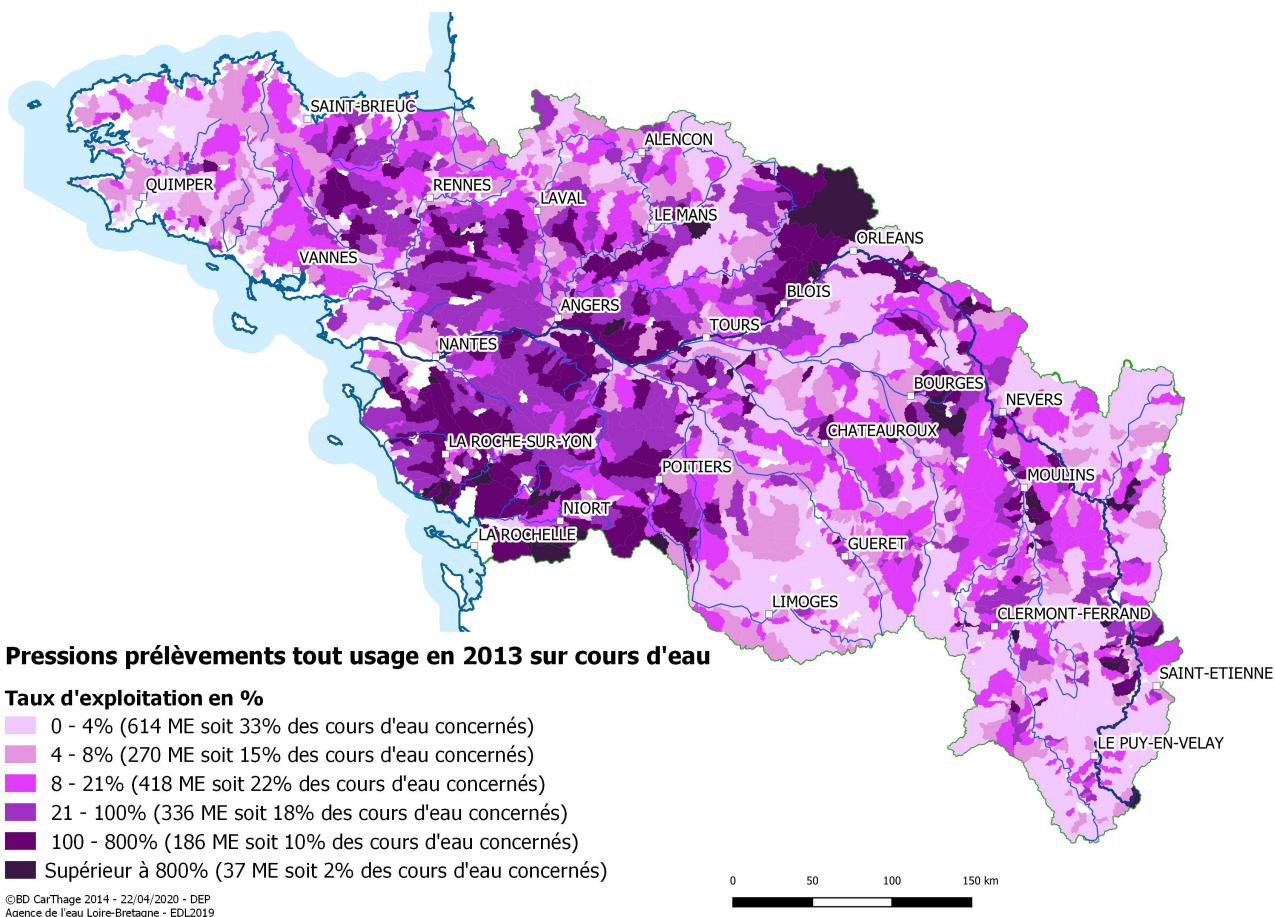 SAINT-BRIEUC
ALENCON
QUIMPER
RENNES
LAVAL
LE MANS
ORLEANS
VANNES
BLOIS
ANGERS
TOURS
NANTES
BOURGES
NEVERS
CHATEAUROUX
LA ROCHE-SUR-YON
POITIERS
MOULINS
NIORT
LA ROCHELLE
GUERET
LIMOGES
CLERMONT-FERRAND
SAINT-ETIENNE
LE PUY-EN-VELAY
Pressions prélèvements tout usage en 2013 sur cours d'eau
Taux d'exploitation en %
0 - 4% (614 ME soit 33% des cours d'eau concernés)
4 - 8% (270 ME soit 15% des cours d'eau concernés)
8 - 21% (418 ME soit 22% des cours d'eau concernés)
21 - 100% (336 ME soit 18% des cours d'eau concernés)
100 - 800% (186 ME soit 10% des cours d'eau concernés)
Supérieur à 800% (37 ME soit 2% des cours d'eau concernés)
0 50 100 150 km
©BD CarThage 2014 - 22/04/2020 - DEP
Agence de l'eau Loire-Bretagne - EDL2019